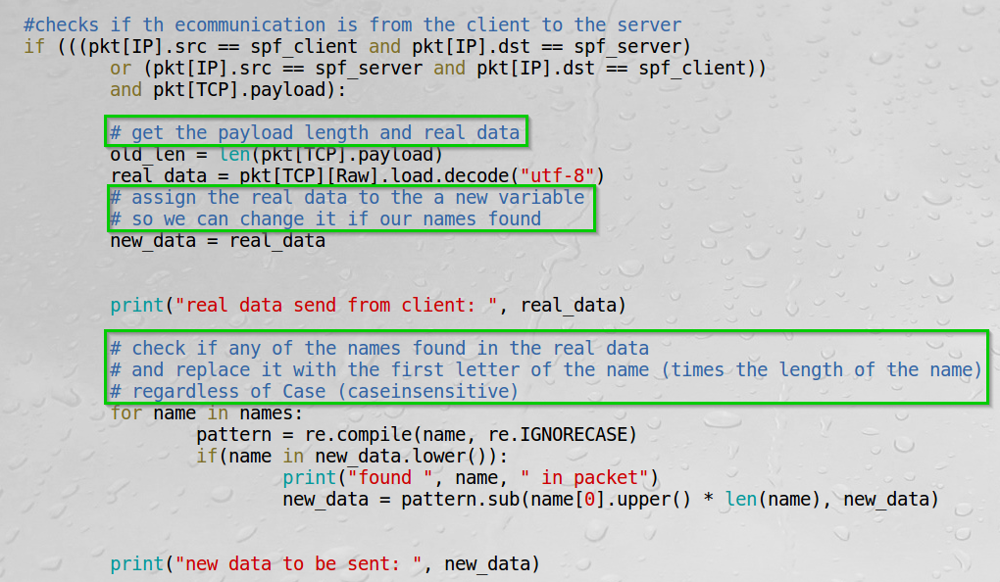 #checks if th ecommunication is from the client to the server
if (((pkt[IP].src == spf_client and pkt[IP].dst == spf_server)
        or (pkt[IP].src == spf_server and pkt[IP].dst == spf_client))
        and pkt[TCP].payload):
        # get the payload length and real data
        old_len = len(pkt[TCP].payload)
        real_data = pkt[TCP][Raw].load.decode("utf-8")
        # assign the real data to the a new variable
        # so we can change it if our names found
        new_data = real_data
        print("real data send from client: ", real_data)
        # check if any of the names found in the real data
        # and replace it with the first letter of the name (times the length of the name)
        # regardless of Case (caseinsensitive)
        for name in names:
                pattern = re.compile(name, re.IGNORECASE)
                if(name in new_data.lower()):
                        print("found ", name, " in packet")
                        new_data = pattern.sub(name[0].upper() * len(name), new_data)
        print("new data to be sent: ", new_data)